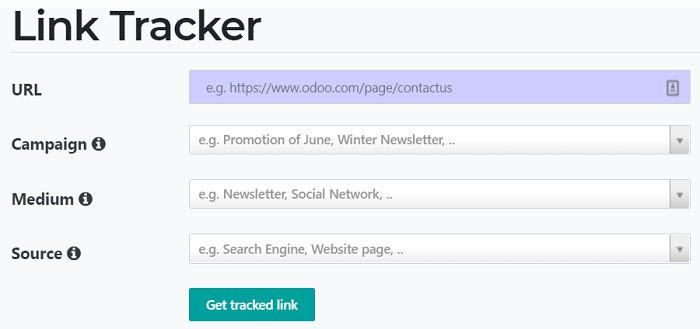 Link Tracker
URL
e.g. https://www.odoo.com/page/contactus
Campaign
e.g. Promotion of June, Winter Newsletter, ..
Medium
e.g. Newsletter, Social Network, ..
Source
e.g. Search Engine, Website page, ..
Get tracked link